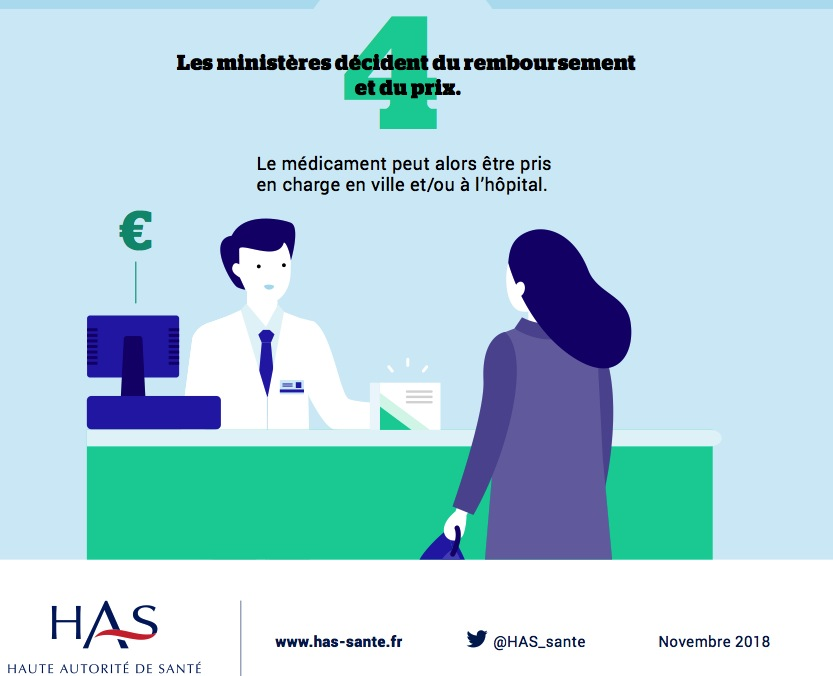 4
Les ministères décident du remboursement
et du prix.
Le médicament peut alors être pris
en charge en ville et/ou à l'hôpital.
€
HAS
HAUTE AUTORITÉ DE SANTÉ
www.has-sante.fr
@HAS_sante
Novembre 2018